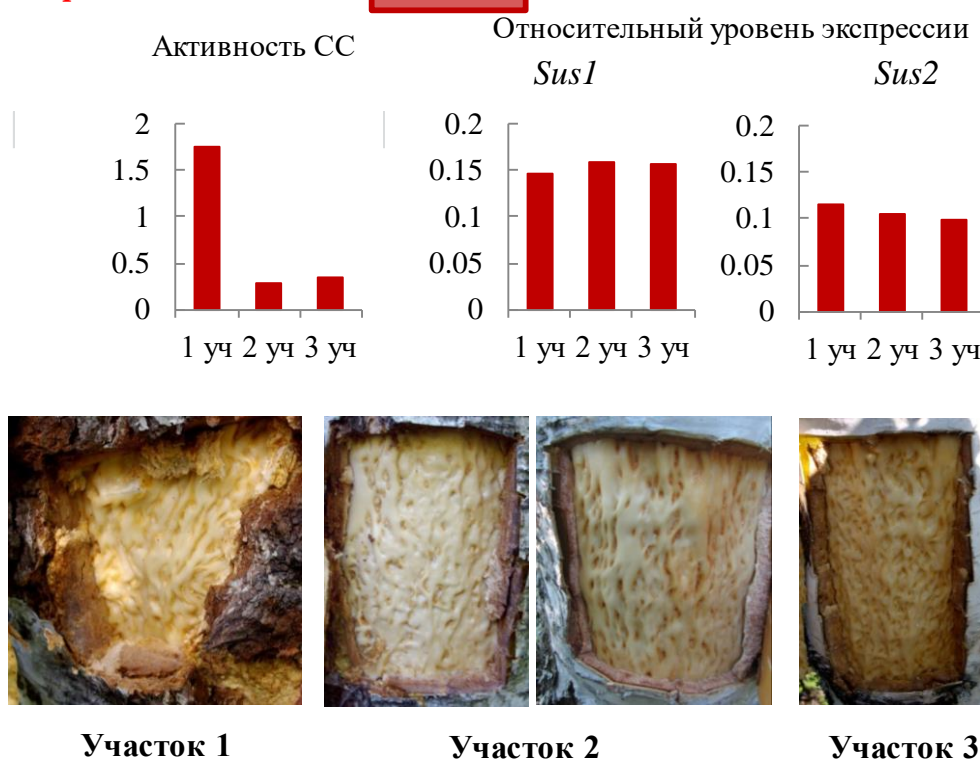 Активность СС
Относительный уровень экспрессии
Sus1
Sus2
2
1.5
1
0.5
0
1 уч 2 уч 3 уч
0.2
0.15
0.1
0.05
0
1 уч 2 уч 3 уч
0.2
0.15
0.1
0.05
0
1 уч 2 уч 3 уч
Участок 1
Участок 2
Участок 3